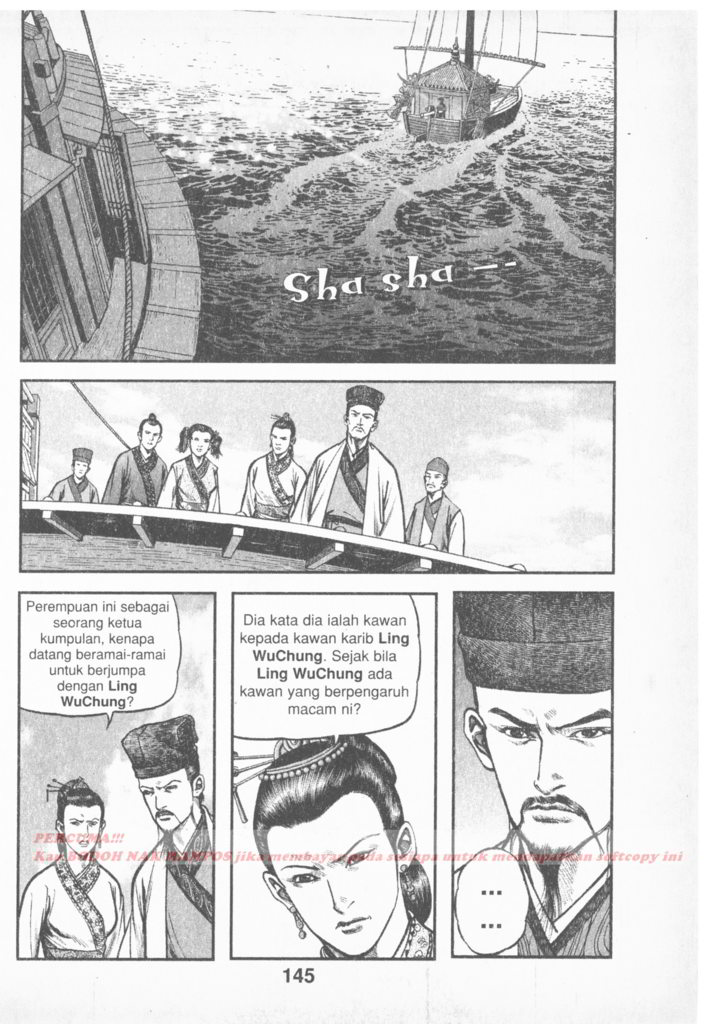 Sha sha ---
Perempuan ini sebagai
seorang ketua
kumpulan, kenapa
datang beramai-ramai
untuk berjumpa
dengan Ling
WuChung?
Dia kata dia ialah kawan
kepada kawan karib Ling
WuChung. Sejak bila
Ling WuChung ada
kawan yang berpengaruh
macam ni?
...
...
PERCUMA!!!
Kau BODOH NAK MAMPOS jika membayar pada sesiapa untuk mendapatkan softcopy ini
145